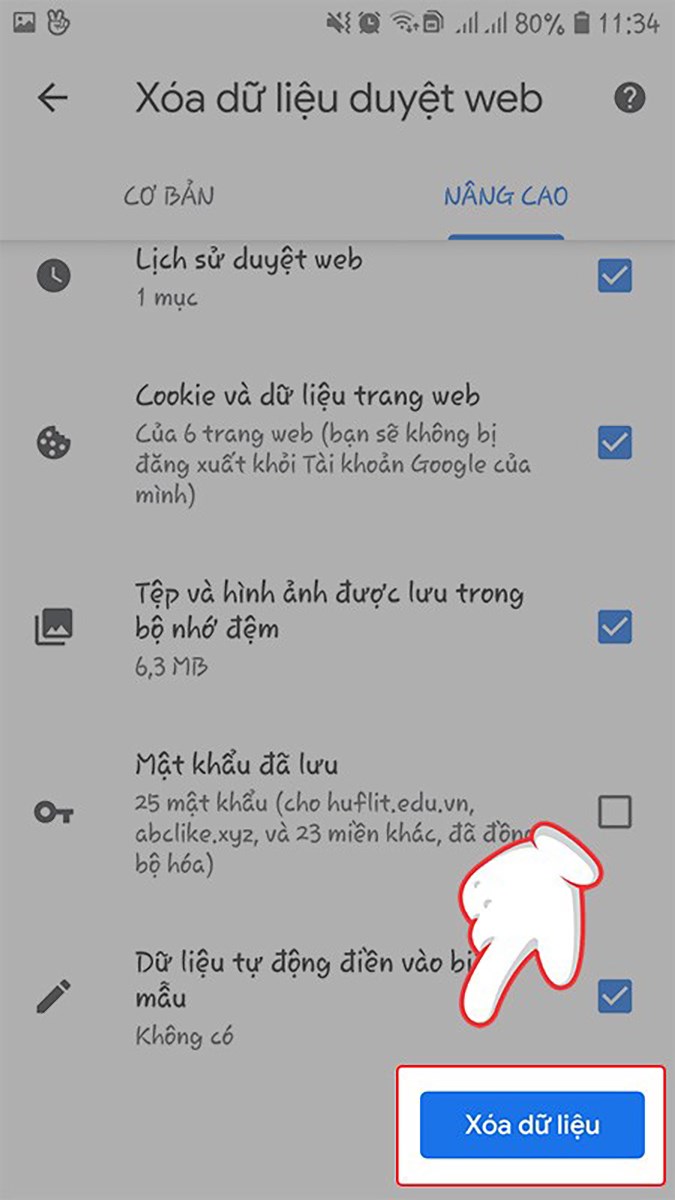 80% 11:34
Xóa dữ liệu duyệt web
CƠ BẢN NÂNG CAO
Lịch sử duyệt web
1 mục
Cookie và dữ liệu trang web
Của 6 trang web (bạn sẽ không bị
đăng xuất khỏi Tài khoản Google của
mình)
Tệp và hình ảnh được lưu trong
bộ nhớ đệm
6,3 MB
Mật khẩu đã lưu
25 mật khẩu (cho huflit.edu.vn,
abclike.xyz, và 23 miền khác, đã đồng
bộ hóa)
Dữ liệu tự động điền vào
mẫu
Không có
Xóa dữ liệu